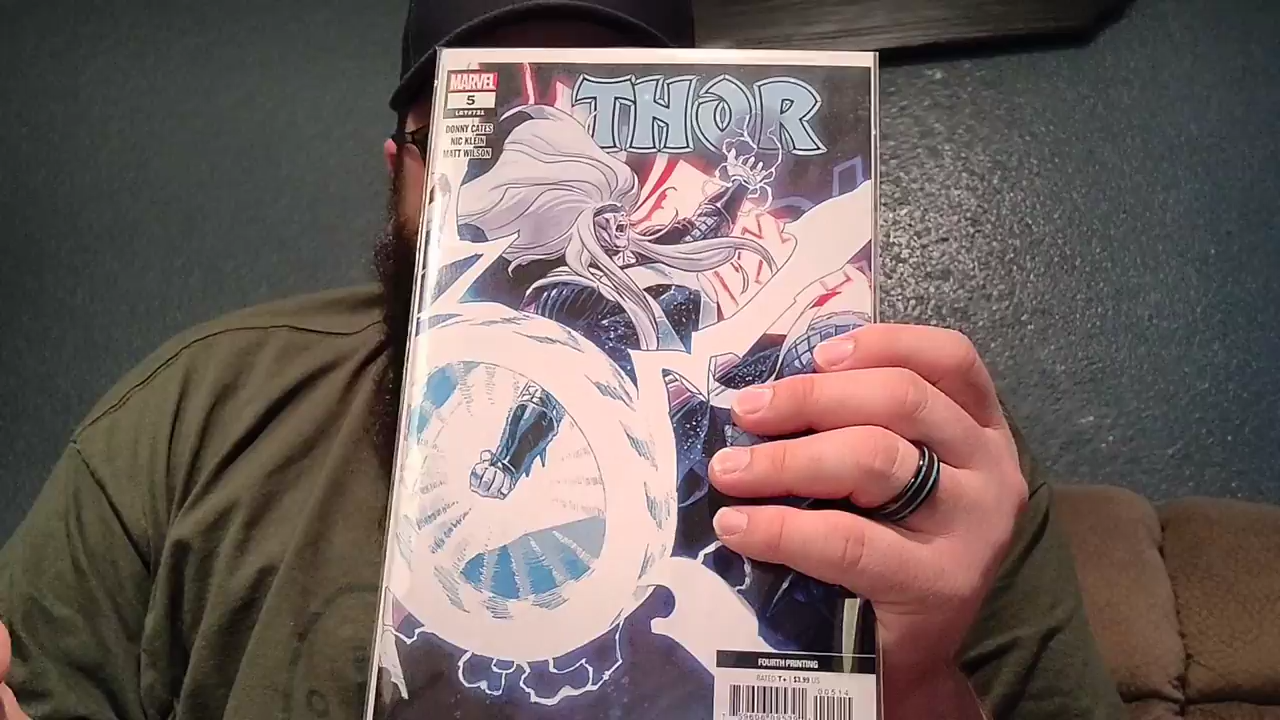 MARVEL
5
LGY#731
DONNY CATES
NIC KLEIN
MATT WILSON
THOR
FOURTH PRINTING
RATED T+ $3.99 US
00514